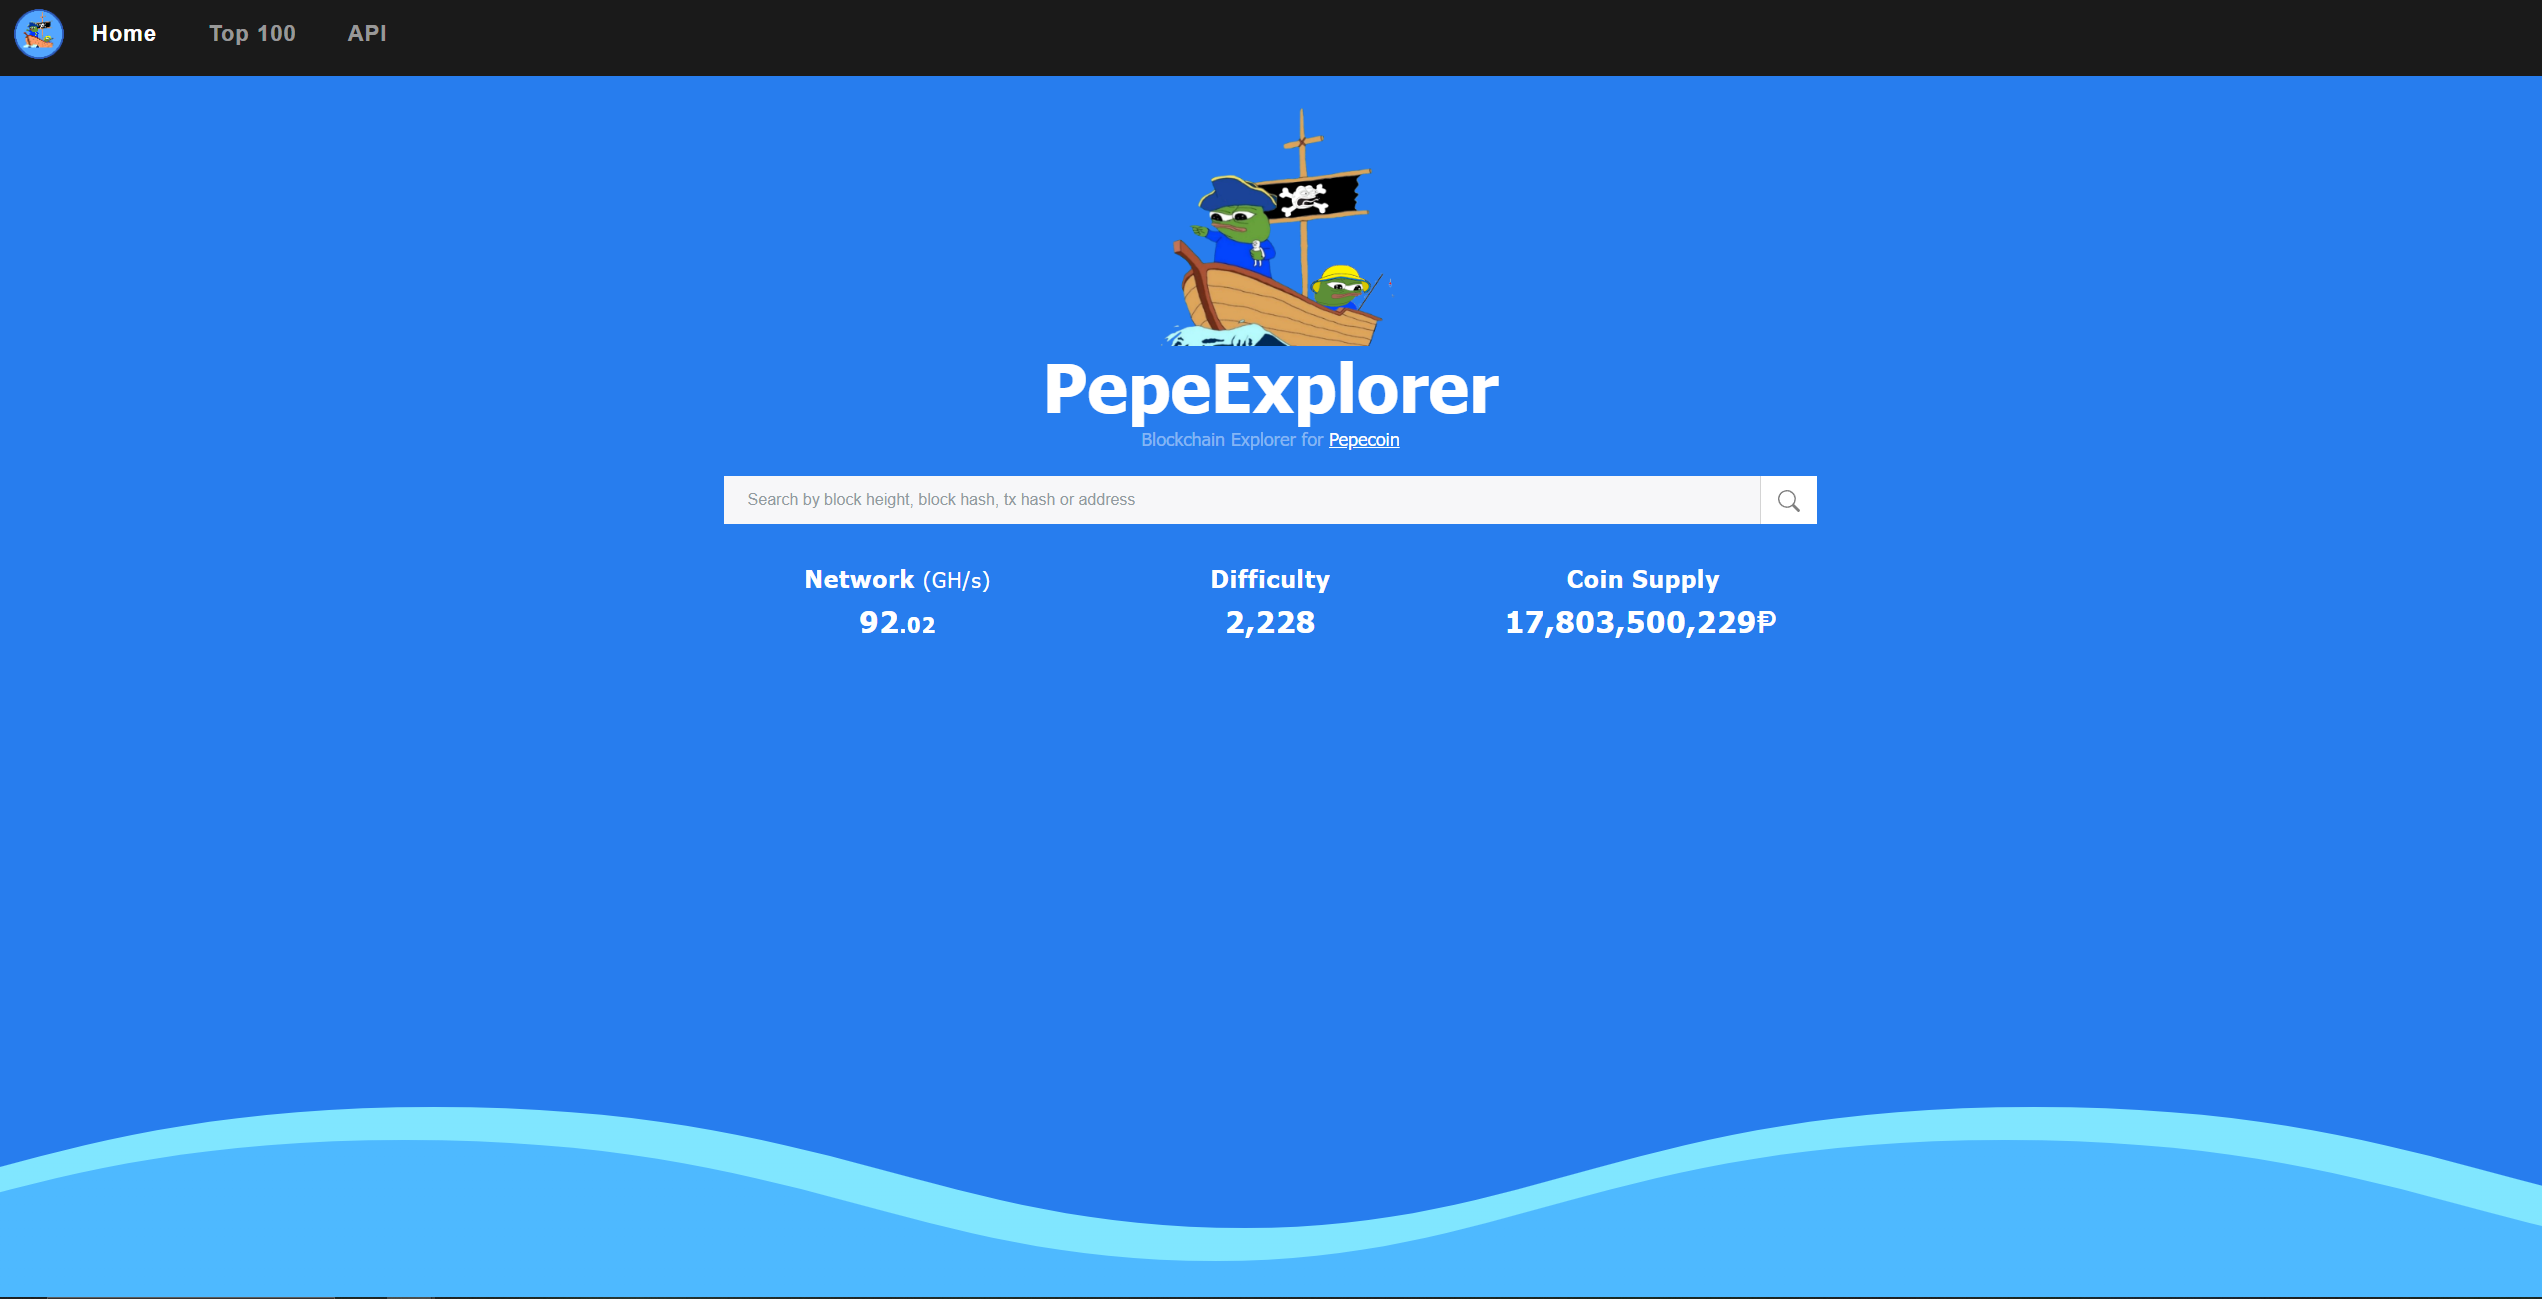 Home Top 100 API
PepeExplorer
Blockchain Explorer for Pepecoin
Search by block height, block hash, tx hash or address
Network (GH/s) Difficulty Coin Supply
92.02 2,228 17,803,500,229₱